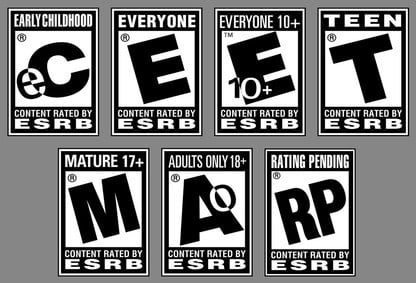 EARLY CHILDHOOD
®
eC
CONTENT RATED BY
ESRB
EVERYONE
®
E
CONTENT RATED BY
ESRB
EVERYONE 10+
™
E
10+
CONTENT RATED BY
ESRB
TEEN
®
T
CONTENT RATED BY
ESRB
MATURE 17+
®
M
CONTENT RATED BY
ESRB
ADULTS ONLY 18+
®
Ao
CONTENT RATED BY
ESRB
RATING PENDING
®
RP
CONTENT RATED BY
ESRB